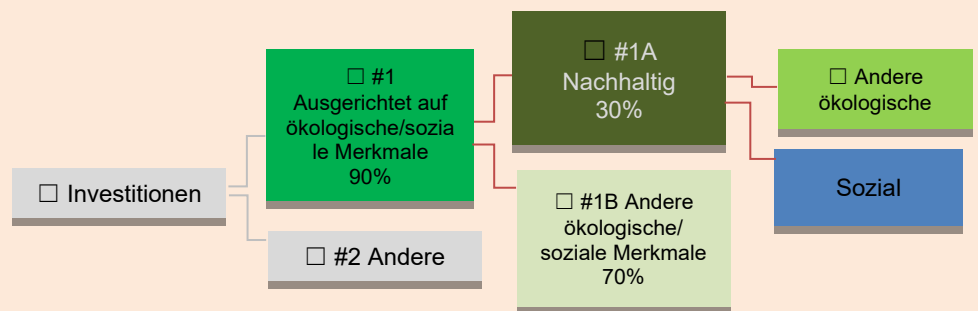 ☐ Investitionen
☐ #1
Ausgerichtet auf
ökologische/sozia
le Merkmale
90%
☐ #2 Andere
☐ #1A
Nachhaltig
30%
☐ #1B Andere
ökologische/
soziale Merkmale
70%
☐ Andere
ökologische
Sozial